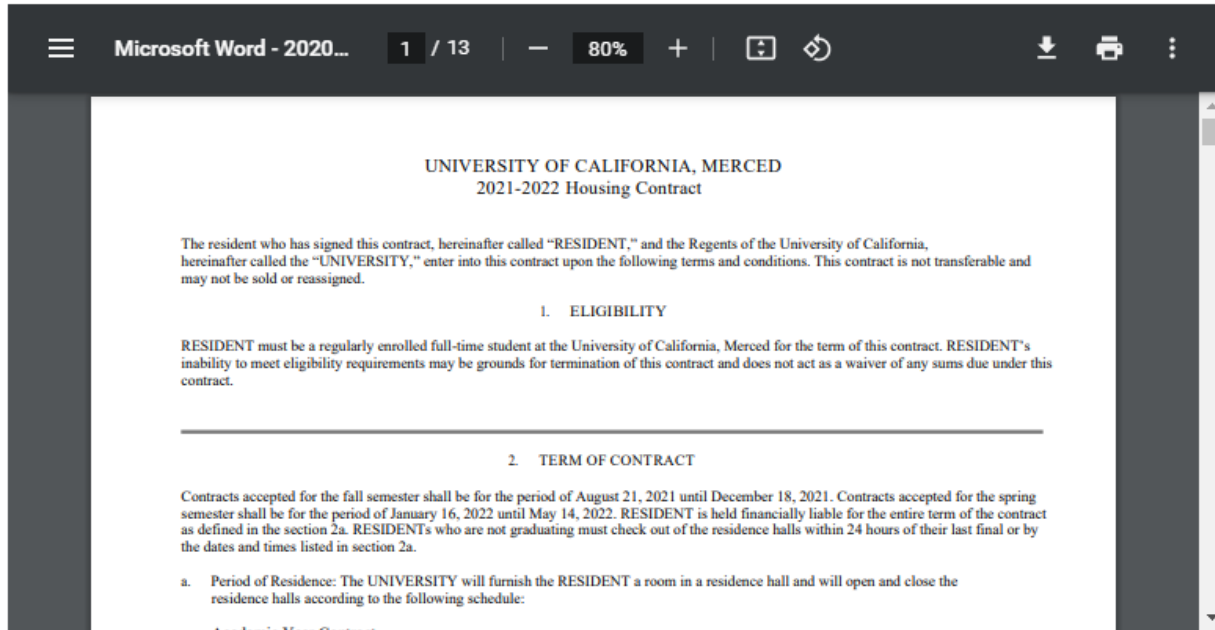 Microsoft Word - 2020... 1 / 13 80%
UNIVERSITY OF CALIFORNIA, MERCED
2021-2022 Housing Contract
The resident who has signed this contract, hereinafter called “RESIDENT,” and the Regents of the University of California,
hereinafter called the “UNIVERSITY,” enter into this contract upon the following terms and conditions. This contract is not transferable and
may not be sold or reassigned.
1. ELIGIBILITY
RESIDENT must be a regularly enrolled full-time student at the University of California, Merced for the term of this contract. RESIDENT’s
inability to meet eligibility requirements may be grounds for termination of this contract and does not act as a waiver of any sums due under this
contract.
2. TERM OF CONTRACT
Contracts accepted for the fall semester shall be for the period of August 21, 2021 until December 18, 2021. Contracts accepted for the spring
semester shall be for the period of January 16, 2022 until May 14, 2022. RESIDENT is held financially liable for the entire term of the contract
as defined in the section 2a. RESIDENTs who are not graduating must check out of the residence halls within 24 hours of their last final or by
the dates and times listed in section 2a.
a. Period of Residence: The UNIVERSITY will furnish the RESIDENT a room in a residence hall and will open and close the
residence halls according to the following schedule: